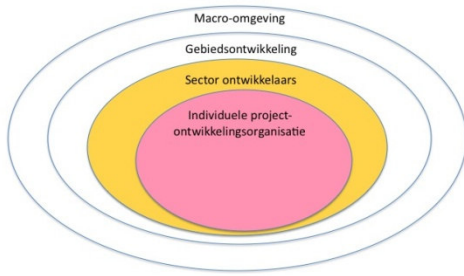 Macro-omgeving
Gebiedsontwikkeling
Sector ontwikkelaars
Individuele project-
ontwikkelingsorganisatie